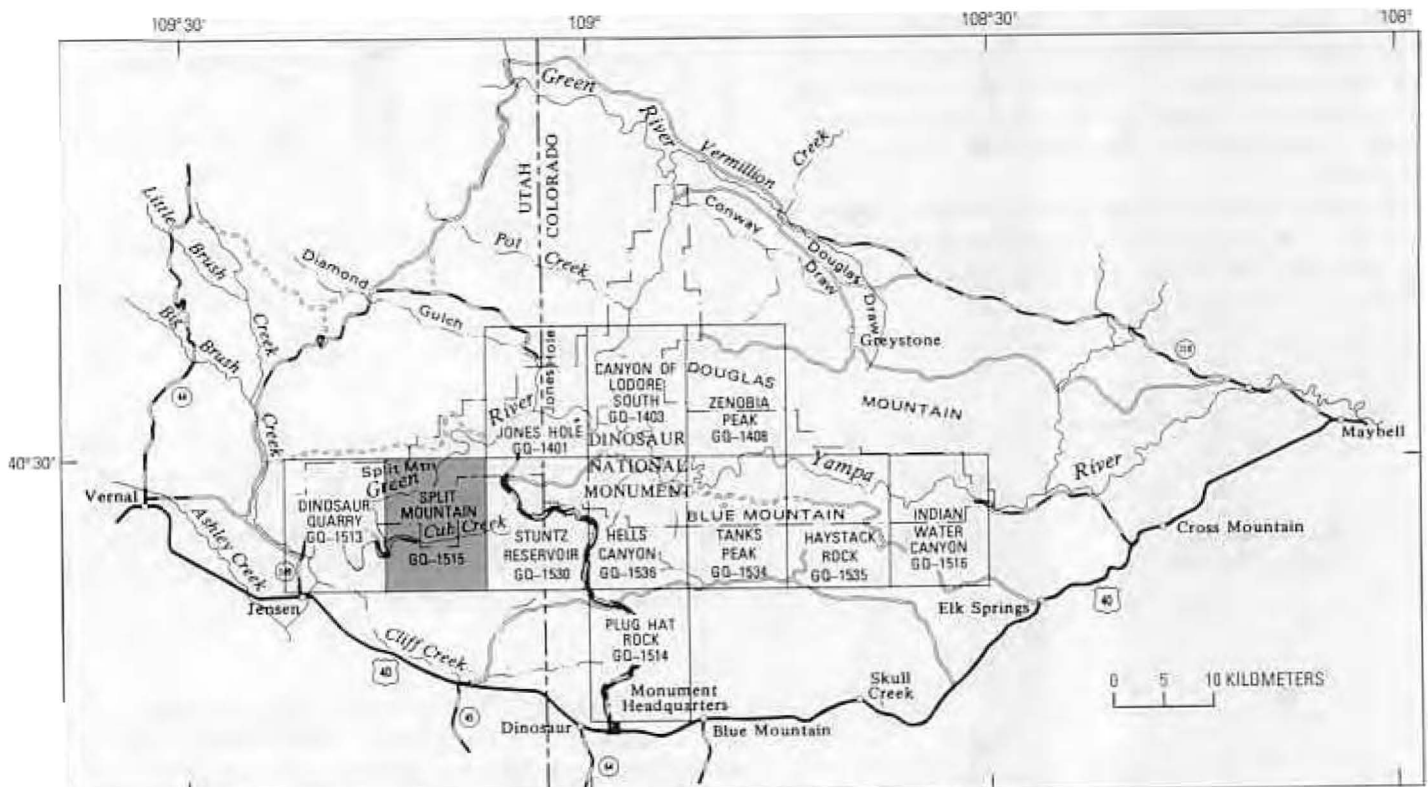 109°30'
109°
108°30'
108°
Green
River
Vermillion
Creek
UTAH
COLORADO
Conway
Draw
Douglas
Draw
Little
Brush
Creek
Pot
Creek
Diamond
Gulch
Big
Brush
Creek
Jones Hole
Greystone
CANYON OF
LODORE
SOUTH
GQ-1403
DOUGLAS
MOUNTAIN
ZENOBIA
PEAK
GQ-1408
44
River
JONES HOLE
GQ-1401
DINOSAUR
NATIONAL
MONUMENT
Maybell
40°30'
Split Mtn
Green
Yampa
River
Vernal
Ashley Creek
DINOSAUR
QUARRY
GQ-1513
SPLIT
MOUNTAIN
Cub Creek
GQ-1515
STUNTZ
RESERVOIR
GQ-1530
HELLS
CANYON
GQ-1536
BLUE MOUNTAIN
TANKS
PEAK
GQ-1534
HAYSTACK
ROCK
GQ-1535
INDIAN
WATER
CANYON
GQ-1516
Cross Mountain
Jensen
Elk Springs
40
Cliff Creek
40
PLUG HAT
ROCK
GQ-1514
Monument
Headquarters
Skull
Creek
0 5 10 KILOMETERS
Dinosaur
Blue Mountain
64